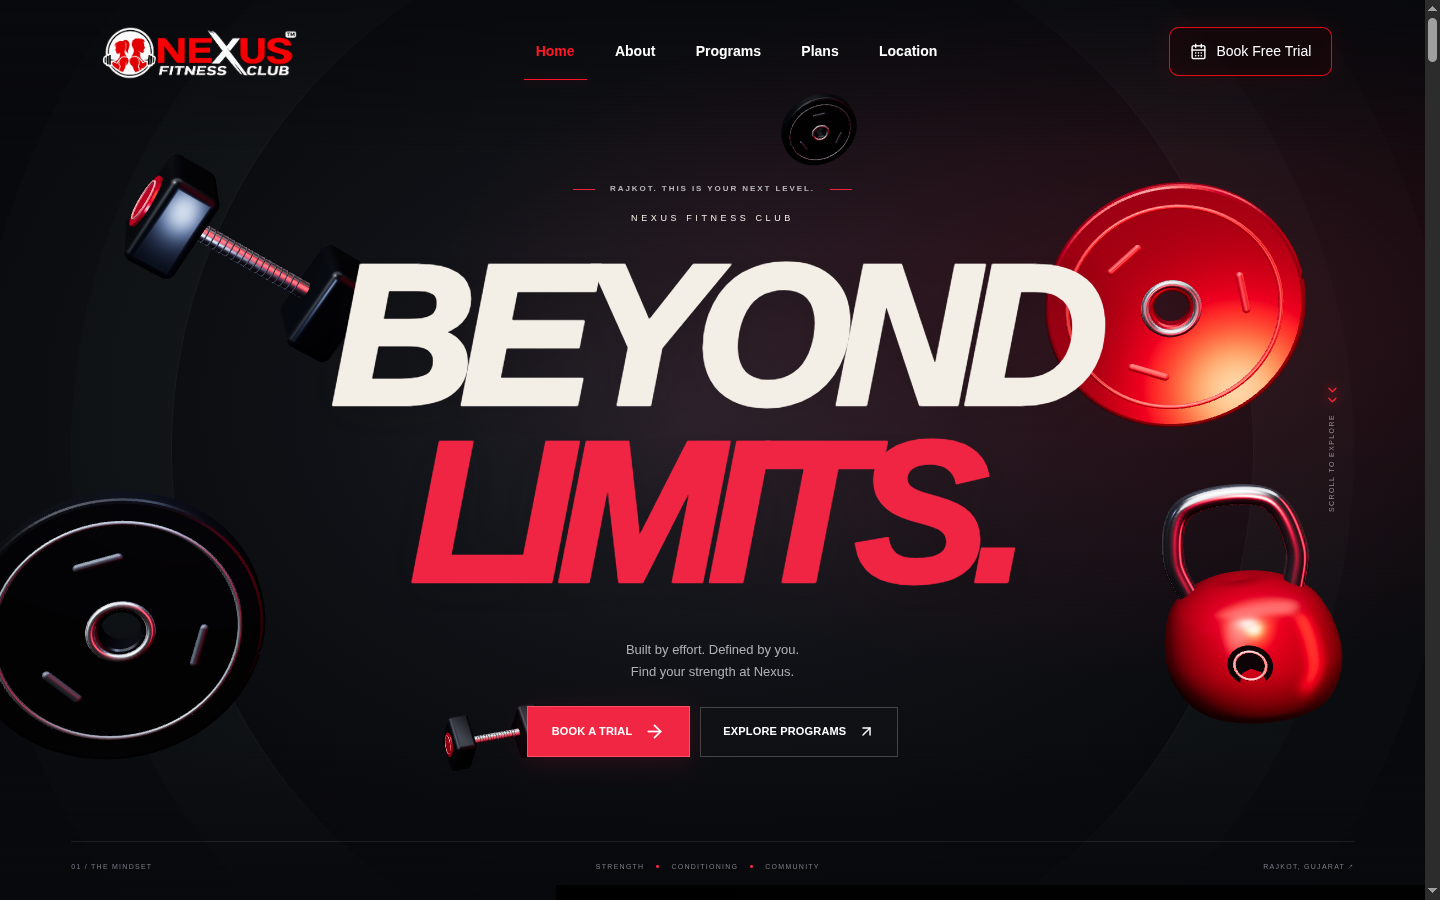 NEXUS TM
FITNESS CLUB
Home
About
Programs
Plans
Location
Book Free Trial
RAJKOT. THIS IS YOUR NEXT LEVEL.
NEXUS FITNESS CLUB
BEYOND
LIMITS.
SCROLL TO EXPLORE
Built by effort. Defined by you.
Find your strength at Nexus.
BOOK A TRIAL
EXPLORE PROGRAMS
01 / THE MINDSET
STRENGTH • CONDITIONING • COMMUNITY
RAJKOT, GUJARAT ↗